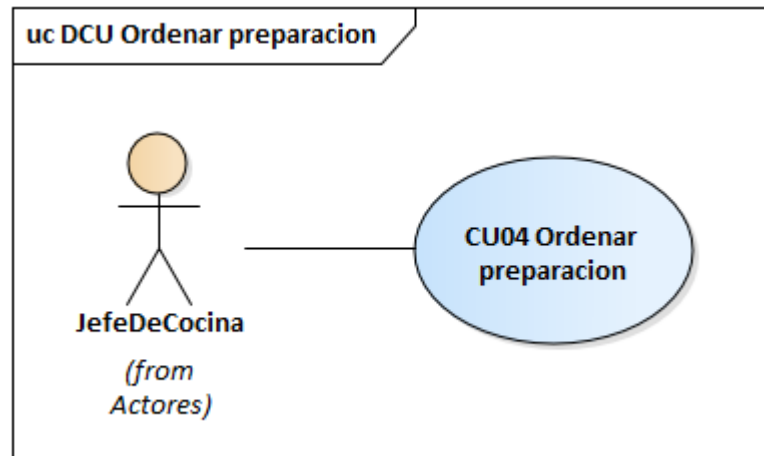 uc DCU Ordenar preparacion
CU04 Ordenar
preparacion
JefeDeCocina
(from
Actores)